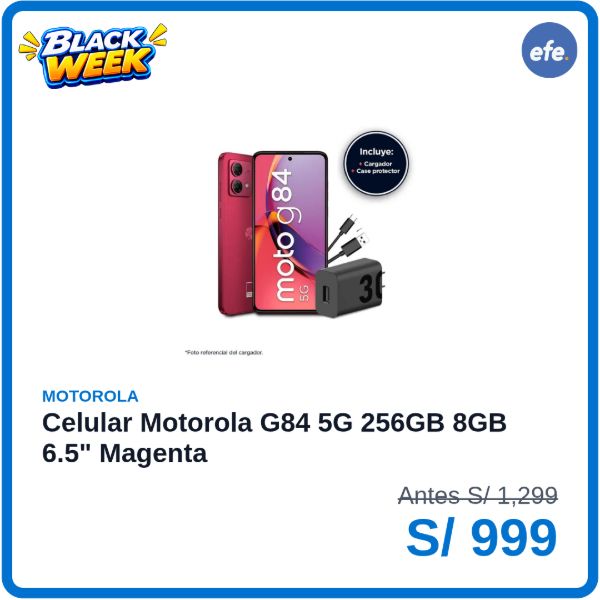 BLACK
WEEK
efe.
Incluye:
+ Cargador
+ Case protector
moto g84
5G
30
*Foto referencial del cargador.
MOTOROLA
Celular Motorola G84 5G 256GB 8GB
6.5" Magenta
Antes S/ 1,299
S/ 999